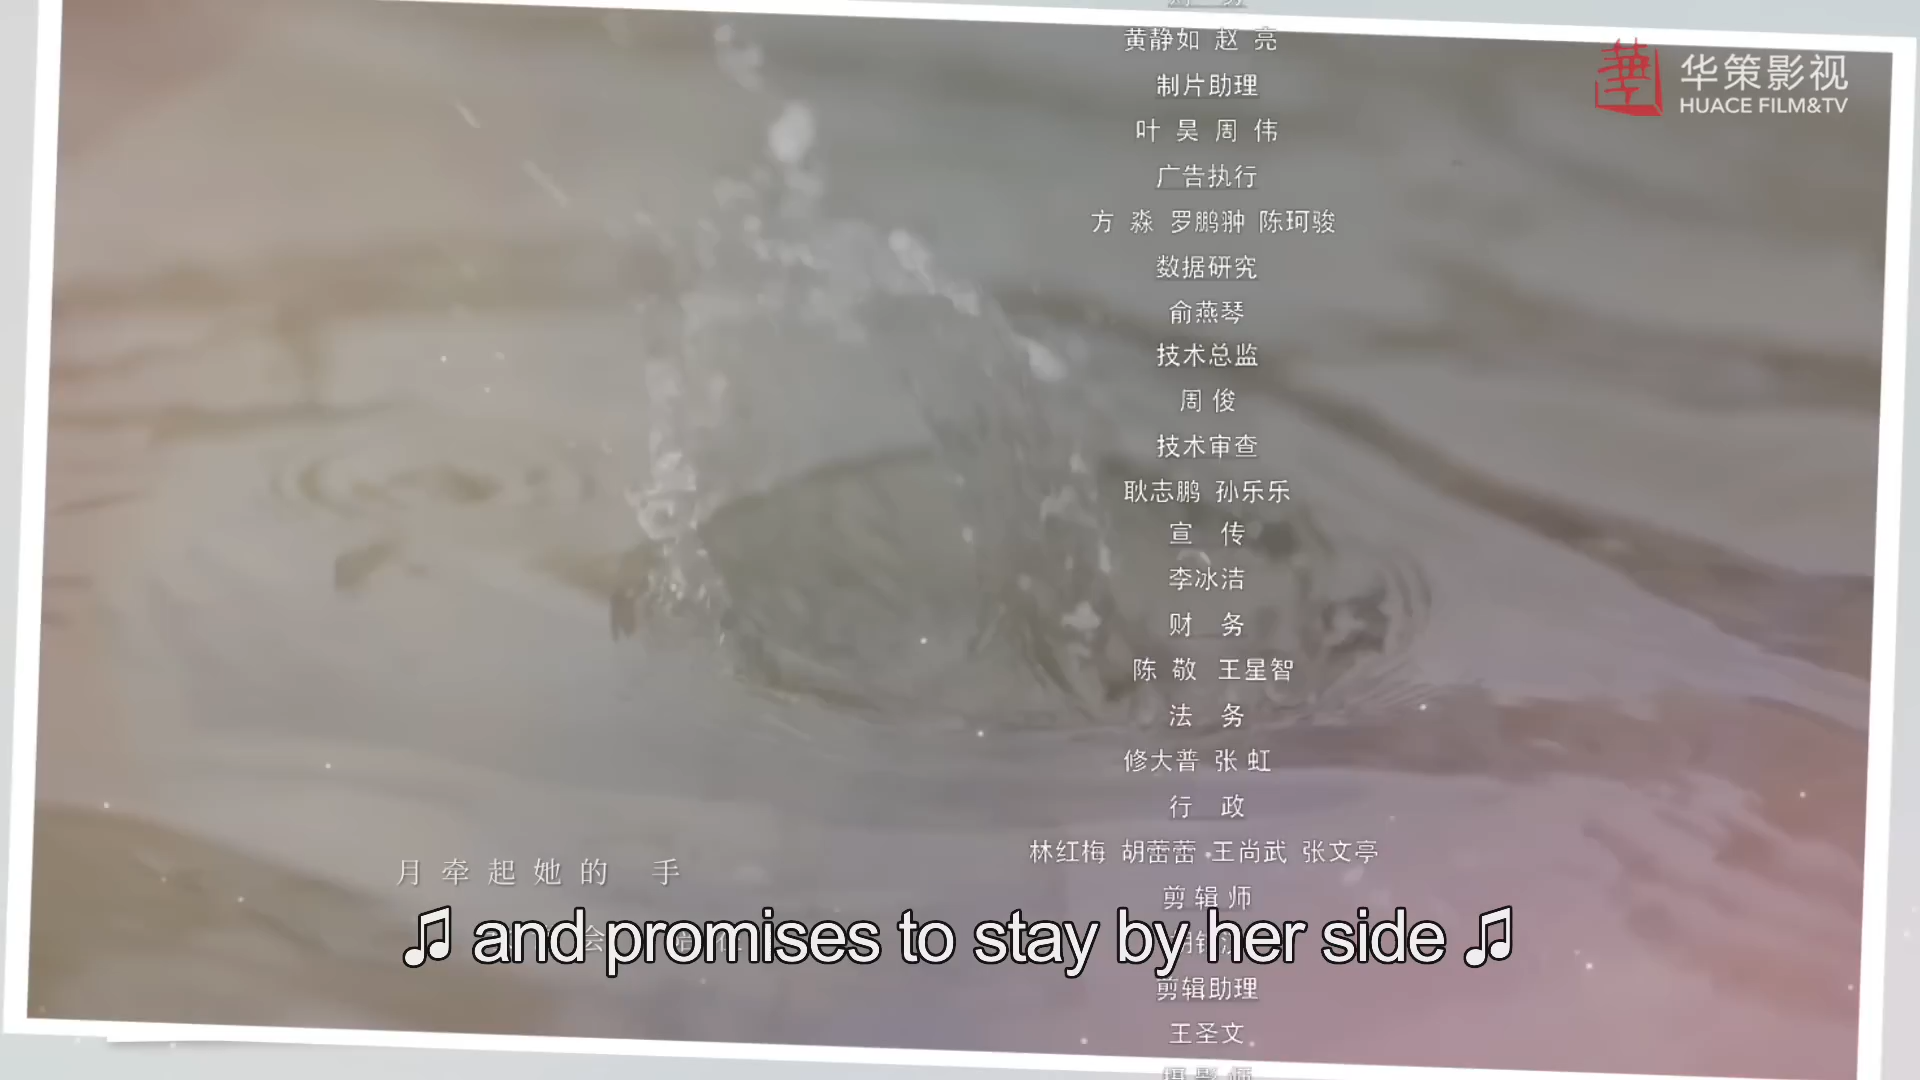 黄静如 赵 亮
华策影视
HUACE FILM&TV
制片助理
叶 昊 周 伟
广告执行
方 淼 罗鹏翀 陈珂骏
数据研究
俞燕琴
技术总监
周 俊
技术审查
耿志鹏 孙乐乐
宣 传
李冰洁
财 务
陈 敬 王星智
法 务
修大普 张 虹
行 政
林红梅 胡蕾蕾 王尚武 张文亭
月牵起她的 手
剪辑师
♫ and promises to stay by her side ♫
剪辑助理
王圣文